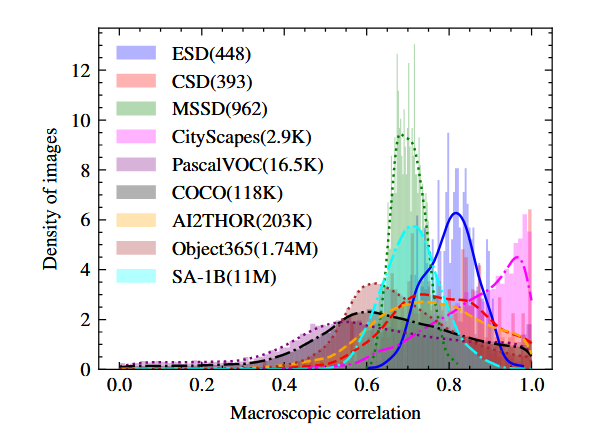 ESD(448)
CSD(393)
MSSD(962)
CityScapes(2.9K)
PascalVOC(16.5K)
COCO(118K)
AI2THOR(203K)
Object365(1.74M)
SA-1B(11M)
Density of images
12
10
8
6
4
2
0
0.0 0.2 0.4 0.6 0.8 1.0
Macroscopic correlation